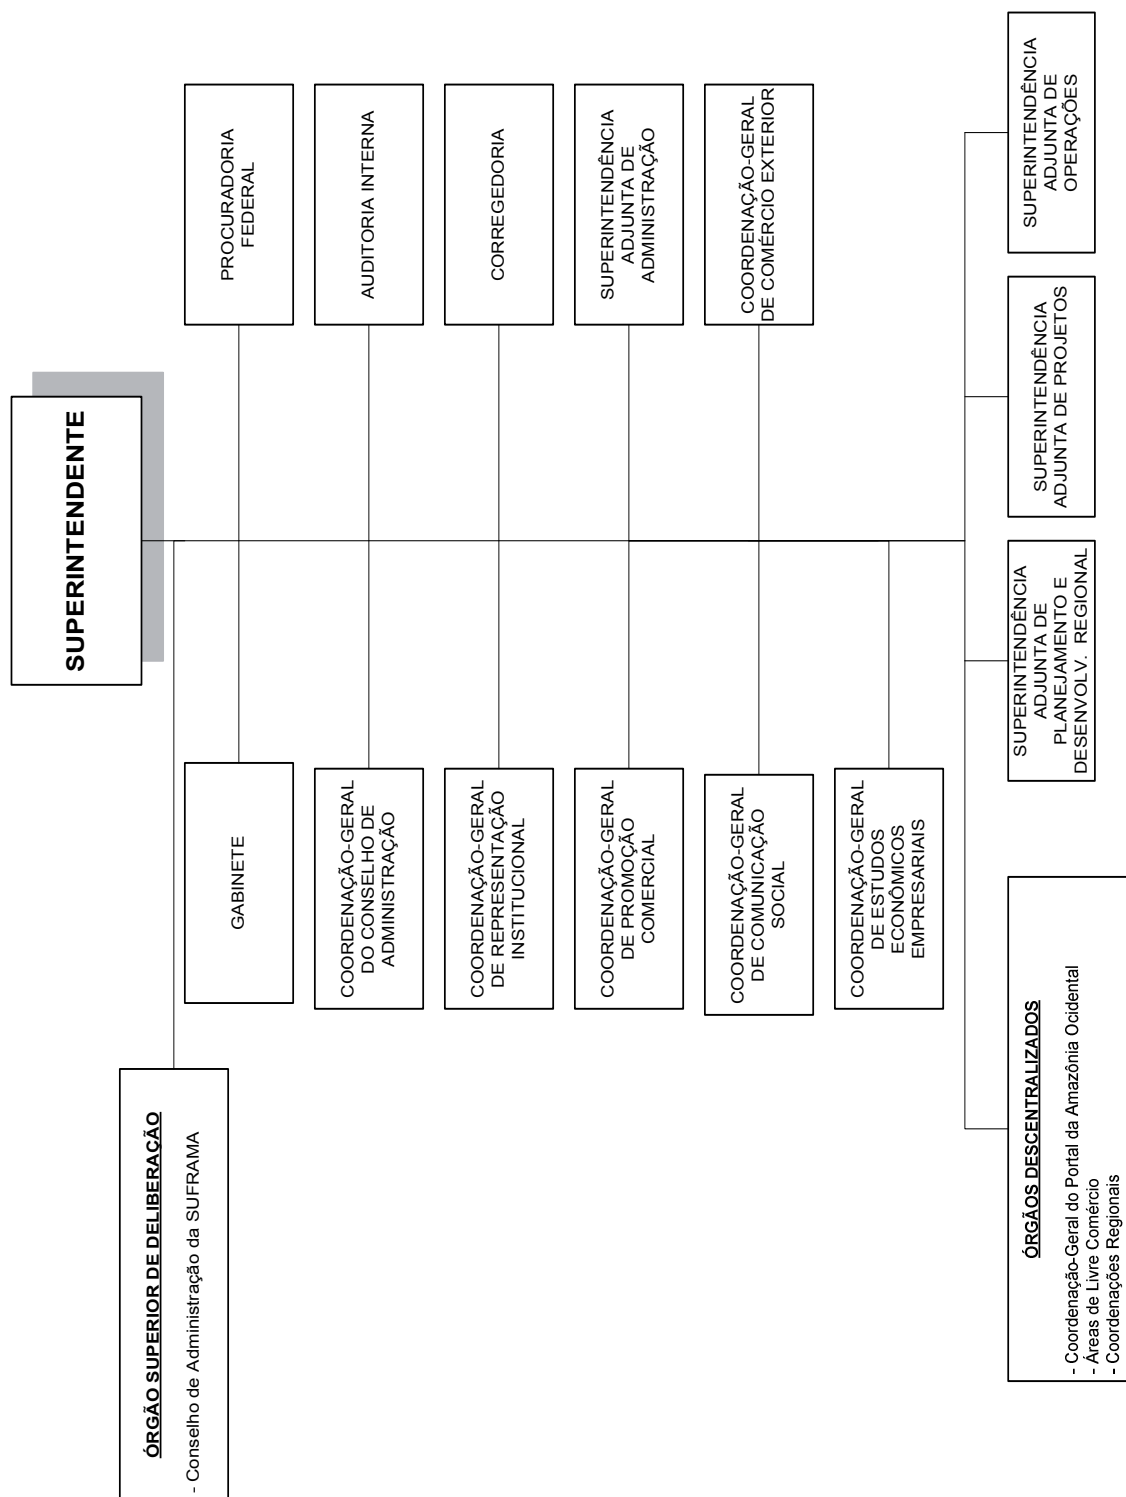 SUPERINTENDENTE
ÓRGÃO SUPERIOR DE DELIBERAÇÃO
- Conselho de Administração da SUFRAMA
GABINETE
PROCURADORIA
FEDERAL
COORDENAÇÃO-GERAL
DO CONSELHO DE
ADMINISTRAÇÃO
AUDITORIA INTERNA
COORDENAÇÃO-GERAL
DE REPRESENTAÇÃO
INSTITUCIONAL
CORREGEDORIA
COORDENAÇÃO-GERAL
DE PROMOÇÃO
COMERCIAL
SUPERINTENDÊNCIA
ADJUNTA DE
ADMINISTRAÇÃO
COORDENAÇÃO-GERAL
DE COMUNICAÇÃO
SOCIAL
COORDENAÇÃO-GERAL
DE COMÉRCIO EXTERIOR
COORDENAÇÃO-GERAL
DE ESTUDOS
ECONÔMICOS
EMPRESARIAIS
ÓRGÃOS DESCENTRALIZADOS
- Coordenação-Geral do Portal da Amazônia Ocidental
- Áreas de Livre Comércio
- Coordenações Regionais
SUPERINTENDÊNCIA
ADJUNTA DE
PLANEJAMENTO E
DESENVOLV. REGIONAL
SUPERINTENDÊNCIA
ADJUNTA DE PROJETOS
SUPERINTENDÊNCIA
ADJUNTA DE
OPERAÇÕES